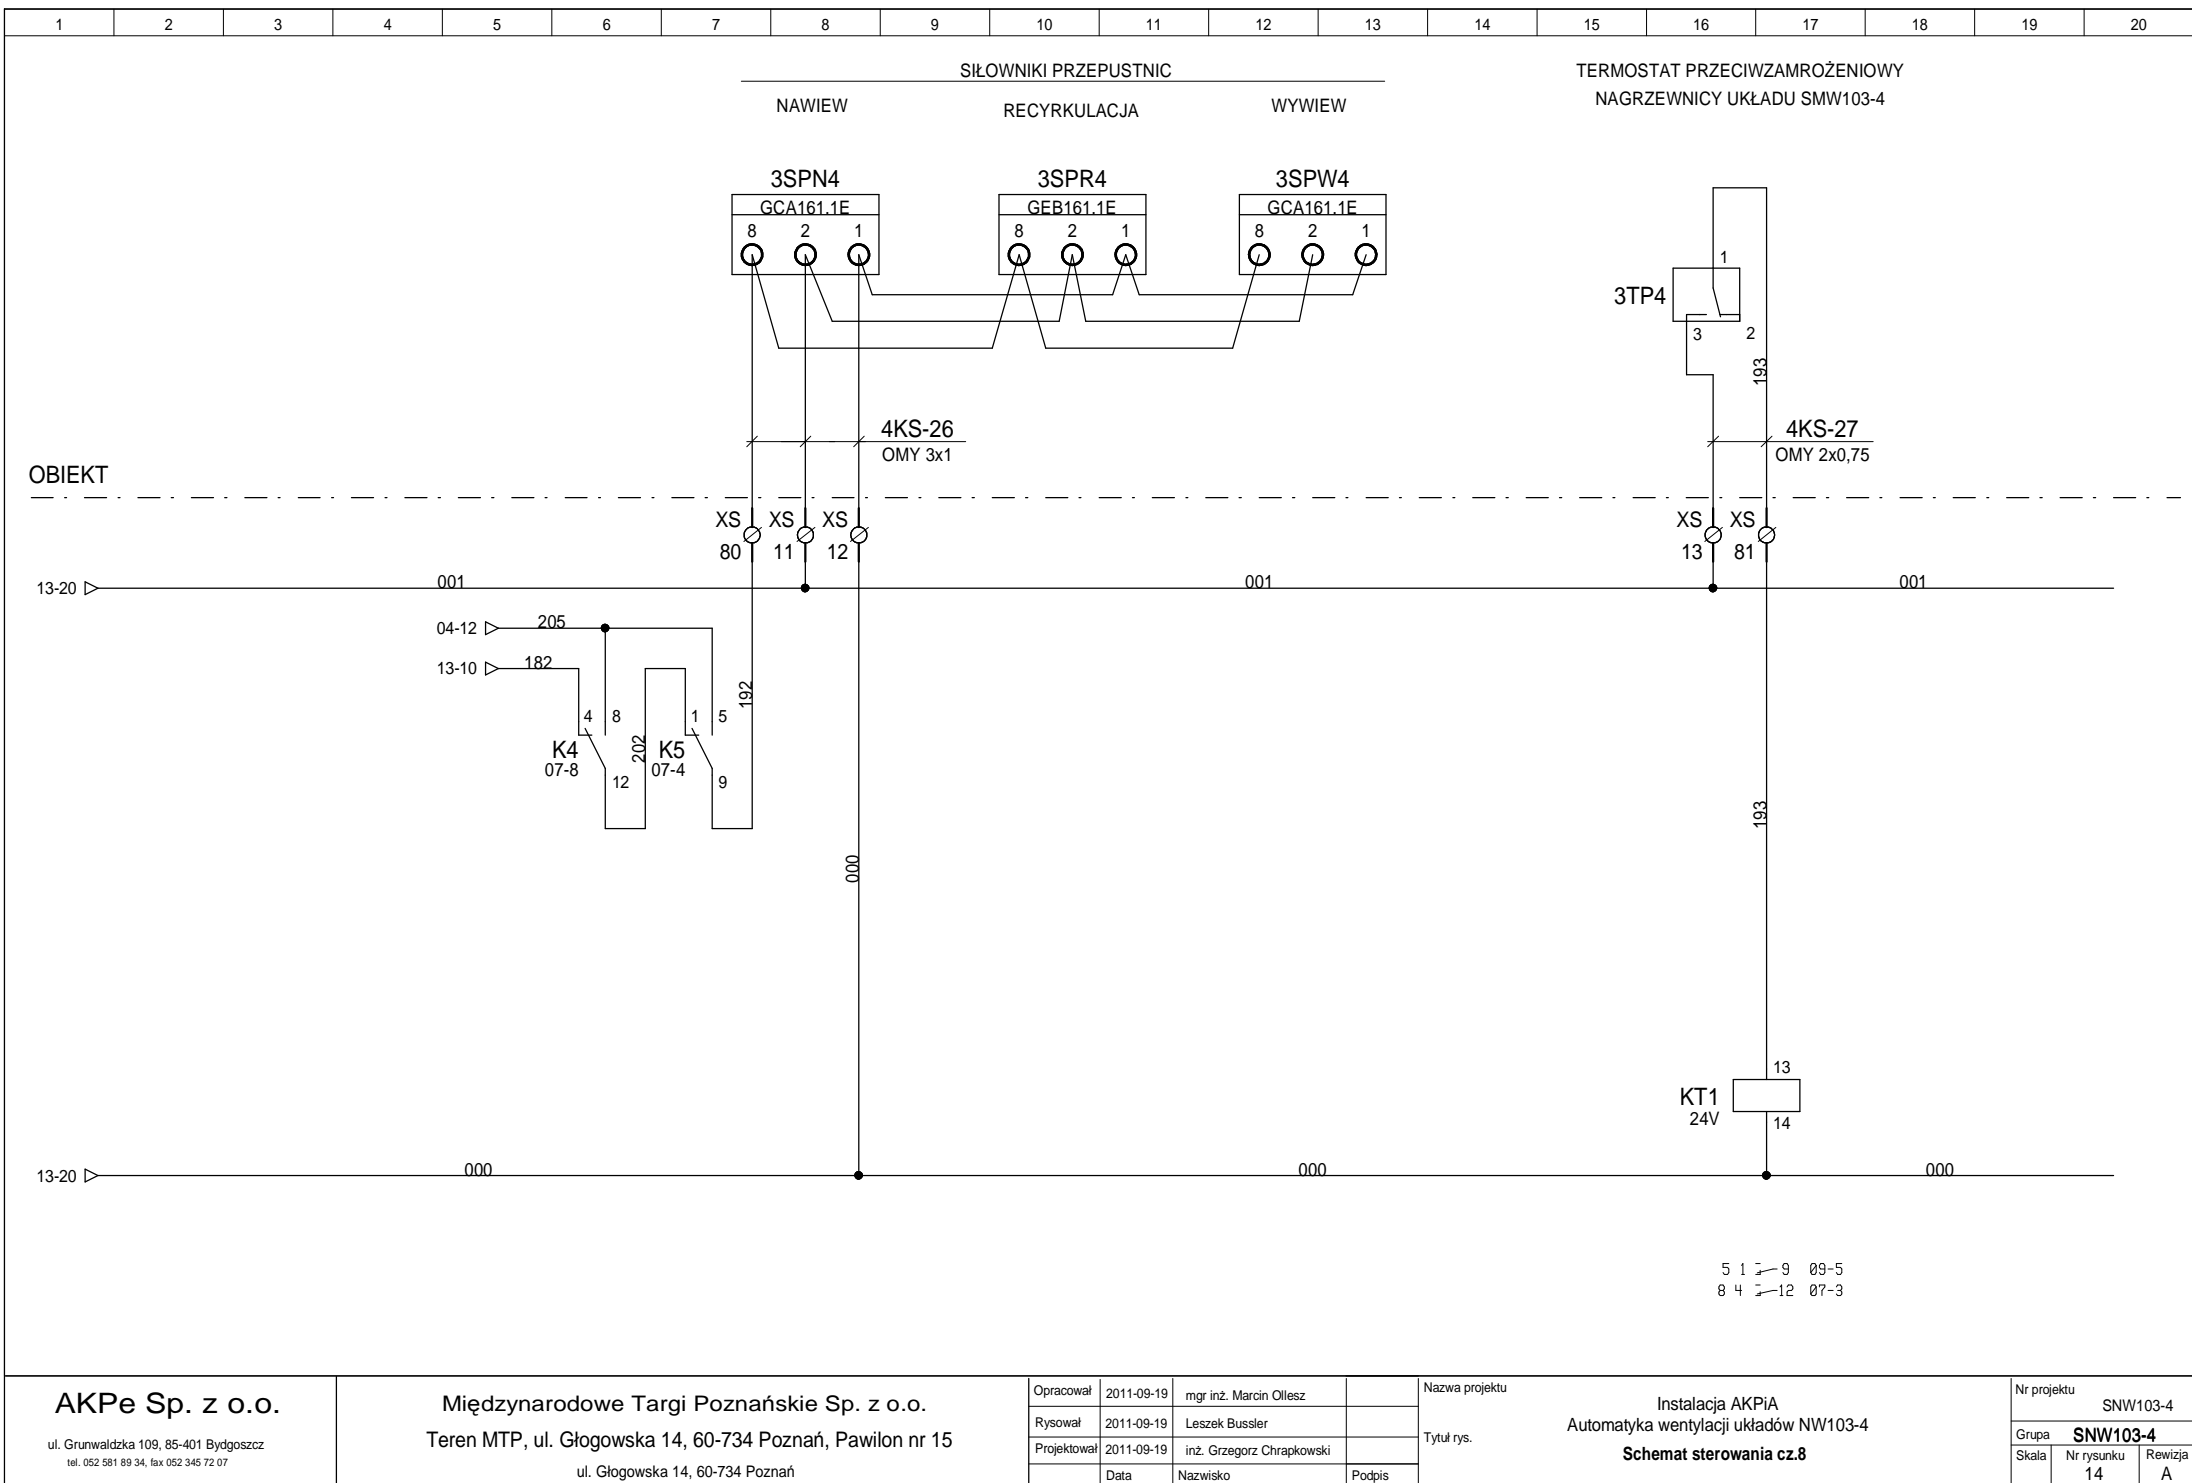 1 2 3 4 5 6 7 8 9 10 11 12 13 14 15 16 17 18 19 20
SIŁOWNIKI PRZEPUSTNIC
NAWIEW RECYRKULACJA WYWIEW
TERMOSTAT PRZECIWZAMROŻENIOWY
NAGRZEWNICY UKŁADU SMW103-4
3SPN4 3SPR4 3SPW4
GCA161.1E GEB161.1E GCA161.1E
8 2 1 8 2 1 8 2 1
1
3TP4
3 2
193
4KS-26
OMY 3x1
4KS-27
OMY 2x0,75
OBIEKT
XS XS XS XS XS
80 11 12 13 81
13-20 001 001 001
04-12 205
13-10 182
192
4 8 1 5
K4 202 K5
07-8 07-4
12 9
193
000
13
KT1
24V
14
13-20 000 000 000
5 1 9 09-5
8 4 12 07-3
AKPe Sp. z o.o.
ul. Grunwaldzka 109, 85-401 Bydgoszcz
tel. 052 581 89 34, fax 052 345 72 07
Międzynarodowe Targi Poznańskie Sp. z o.o.
Teren MTP, ul. Głogowska 14, 60-734 Poznań, Pawilon nr 15
ul. Głogowska 14, 60-734 Poznań
Opracował 2011-09-19 mgr inż. Marcin Ollesz
Rysował 2011-09-19 Leszek Bussler
Projektował 2011-09-19 inż. Grzegorz Chrapkowski
Data Nazwisko Podpis
Nazwa projektu
Instalacja AKPiA
Automatyka wentylacji układów NW103-4
Tytuł rys.
Schemat sterowania cz.8
Nr projektu
SNW103-4
Grupa SNW103-4
Skala Nr rysunku Rewizja
14 A